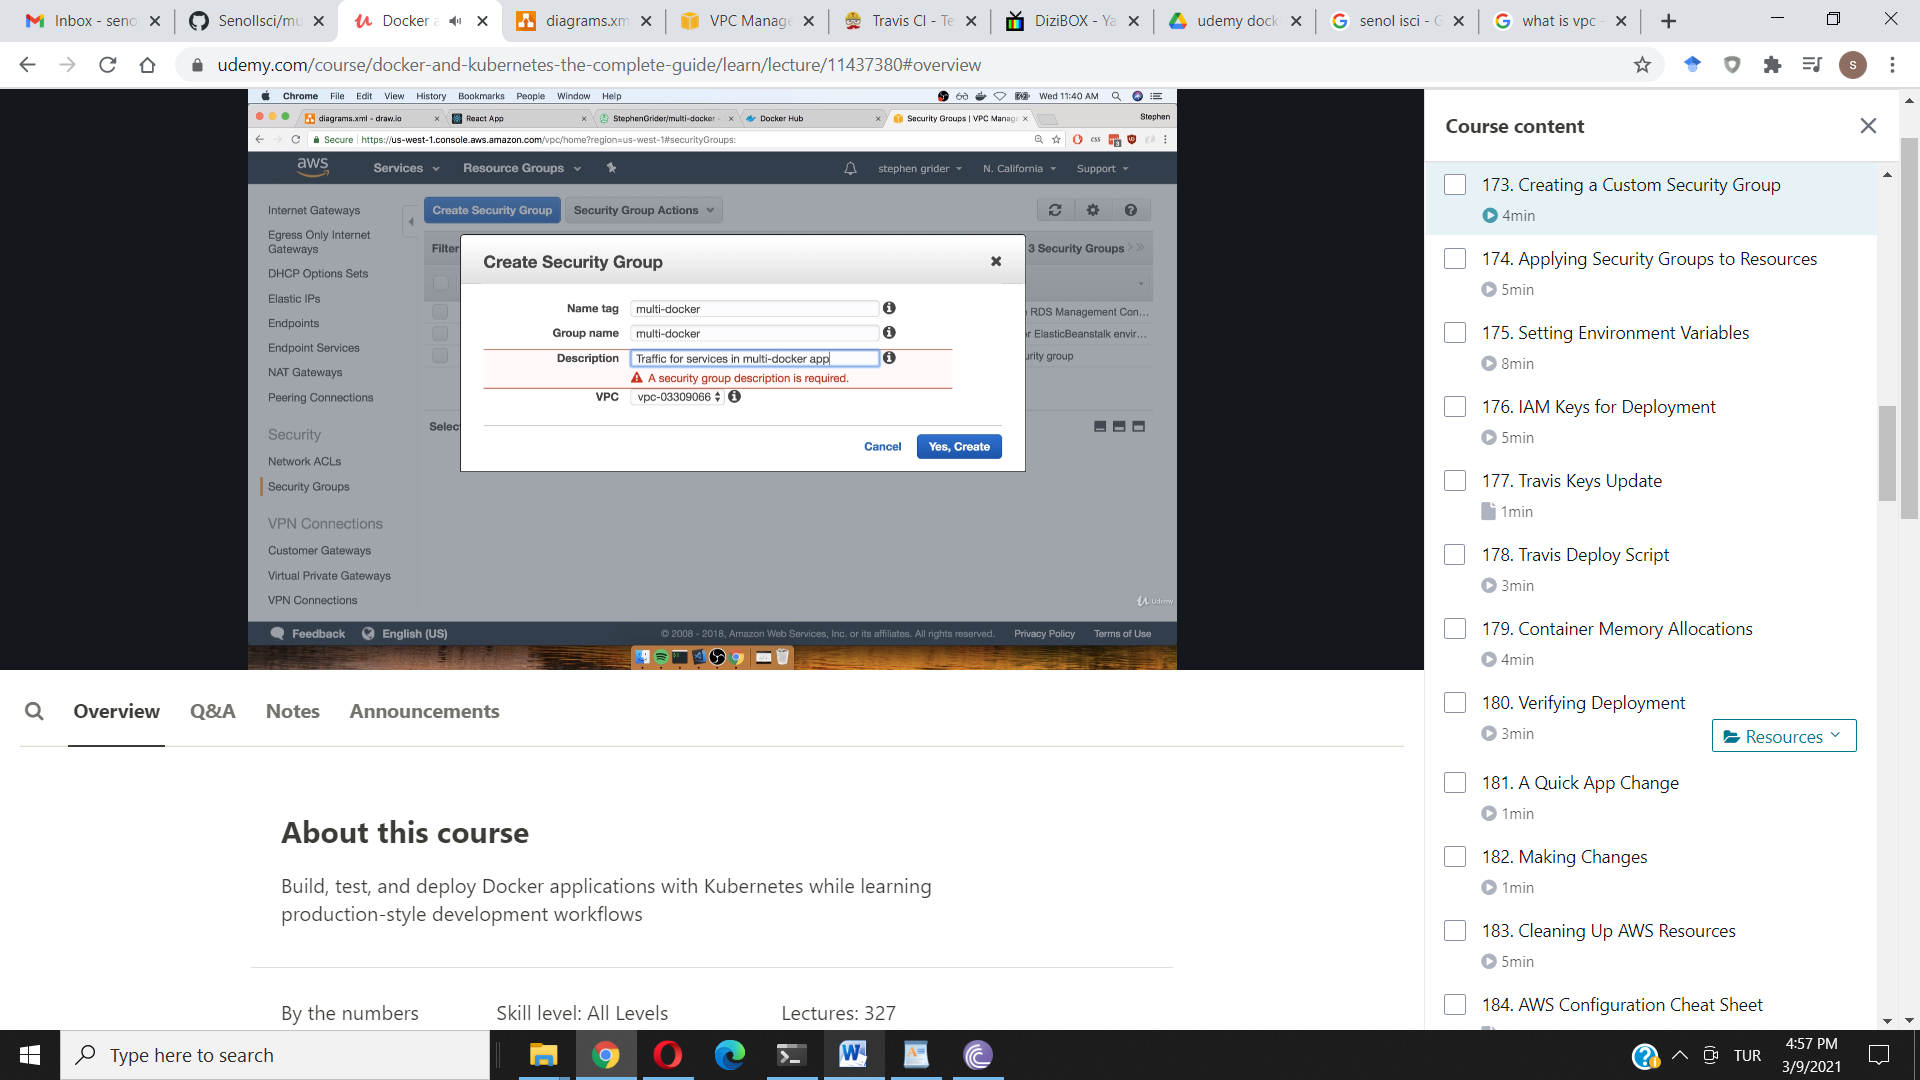 Inbox - seno
SenolIsci/mu
Docker a
diagrams.xm
VPC Manage
Travis CI - Te
DiziBOX - Ya
udemy dock
senol isci - G
what is vpc -
udemy.com/course/docker-and-kubernetes-the-complete-guide/learn/lecture/11437380#overview
S
Chrome File Edit View History Bookmarks People Window Help
Wed 11:40 AM
diagrams.xml - draw.io
React App
StephenGrider/multi-docker -
Docker Hub
Security Groups | VPC Manag
Stephen
Secure https://us-west-1.console.aws.amazon.com/vpc/home?region=us-west-1#securityGroups:
aws
Services
Resource Groups
stephen grider
N. California
Support
Internet Gateways
Egress Only Internet
Gateways
DHCP Options Sets
Elastic IPs
Endpoints
Endpoint Services
NAT Gateways
Peering Connections
Security
Network ACLs
Security Groups
VPN Connections
Customer Gateways
Virtual Private Gateways
VPN Connections
Create Security Group
Security Group Actions
Filter
3 Security Groups
RDS Management Con...
r ElasticBeanstalk envir...
urity group
Selec
Create Security Group
Name tag multi-docker
Group name multi-docker
Description Traffic for services in multi-docker app
A security group description is required.
VPC vpc-03309066
Cancel
Yes, Create
Udemy
Feedback
English (US)
© 2008 - 2018, Amazon Web Services, Inc. or its affiliates. All rights reserved.
Privacy Policy
Terms of Use
Overview
Q&A
Notes
Announcements
About this course
Build, test, and deploy Docker applications with Kubernetes while learning
production-style development workflows
By the numbers
Skill level: All Levels
Lectures: 327
Course content
173. Creating a Custom Security Group
4min
174. Applying Security Groups to Resources
5min
175. Setting Environment Variables
8min
176. IAM Keys for Deployment
5min
177. Travis Keys Update
1min
178. Travis Deploy Script
3min
179. Container Memory Allocations
4min
180. Verifying Deployment
3min
Resources
181. A Quick App Change
1min
182. Making Changes
1min
183. Cleaning Up AWS Resources
5min
184. AWS Configuration Cheat Sheet
Type here to search
TUR
4:57 PM
3/9/2021